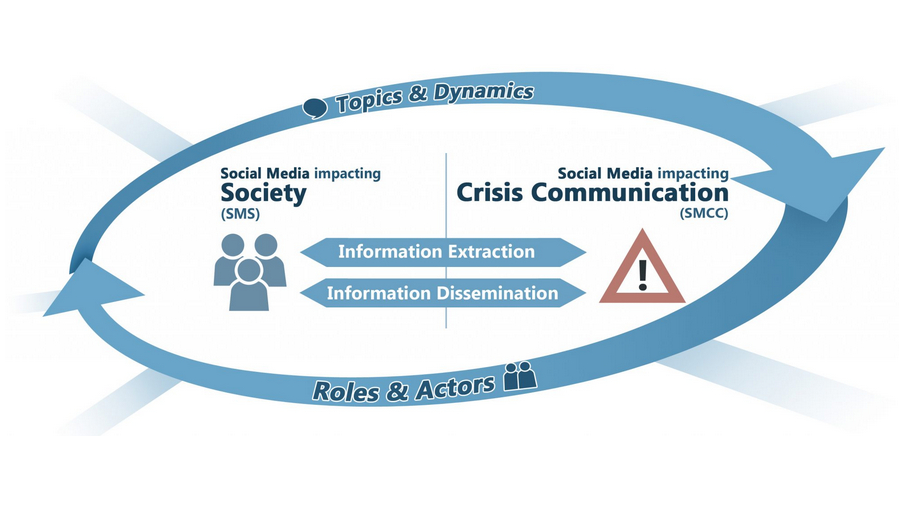 Topics & Dynamics
Social Media impacting
Society
(SMS)
Social Media impacting
Crisis Communication
(SMCC)
Information Extraction
Information Dissemination
Roles & Actors